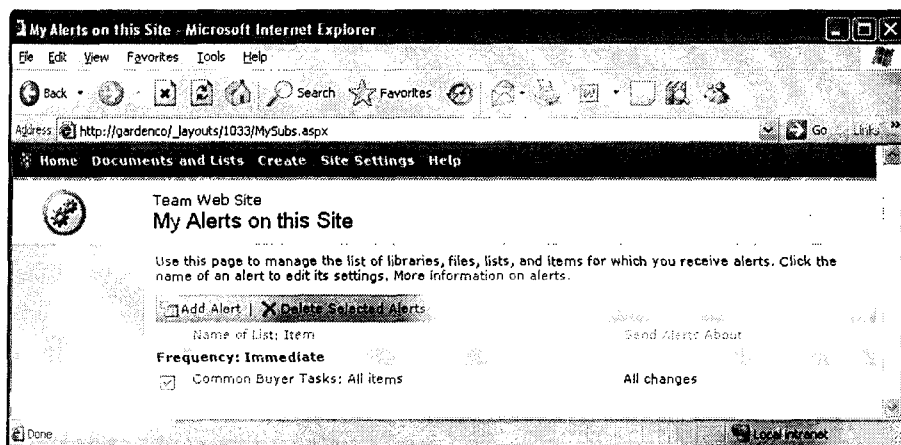 My Alerts on this Site - Microsoft Internet Explorer
File Edit View Favorites Tools Help
Back Search Favorites
Address http://gardenco/_layouts/1033/MySubs.aspx Go Links »
Home Documents and Lists Create Site Settings Help
Team Web Site
My Alerts on this Site
Use this page to manage the list of libraries, files, lists, and items for which you receive alerts. Click the
name of an alert to edit its settings. More information on alerts.
Add Alert | Delete Selected Alerts
Name of List: Item Send Alerts About
Frequency: Immediate
Common Buyer Tasks: All items All changes
Done Local intranet